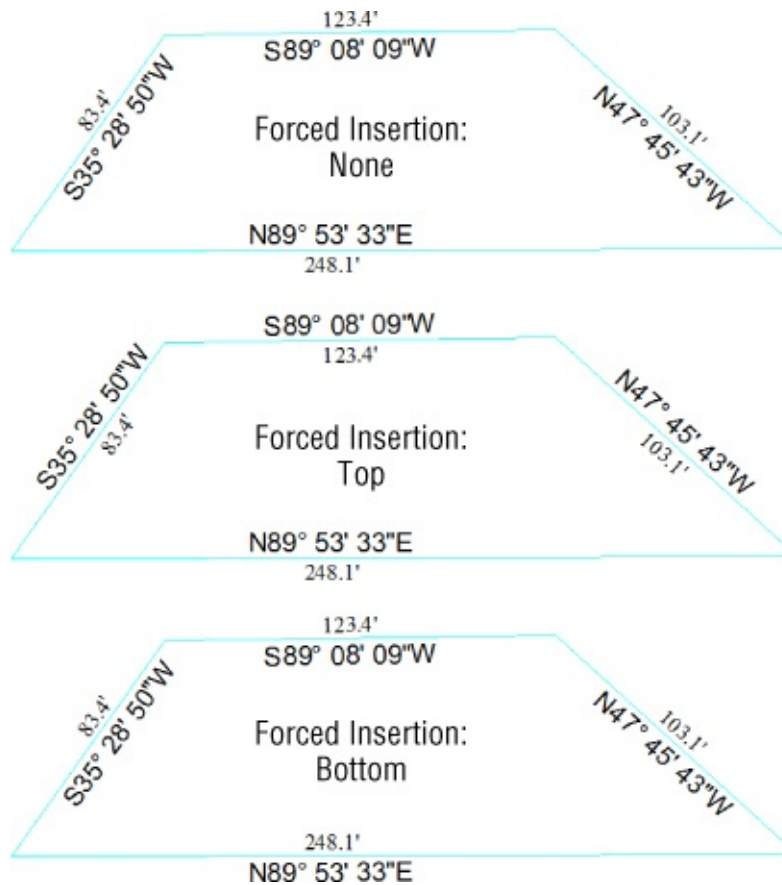 123.4'
S89° 08' 09"W
83.4'
S35° 28' 50"W
103.1'
N47° 45' 43"W
Forced Insertion:
None
N89° 53' 33"E
248.1'
S89° 08' 09"W
123.4'
S35° 28' 50"W
83.4'
N47° 45' 43"W
103.1'
Forced Insertion:
Top
N89° 53' 33"E
248.1'
123.4'
S89° 08' 09"W
83.4'
S35° 28' 50"W
103.1'
N47° 45' 43"W
Forced Insertion:
Bottom
248.1'
N89° 53' 33"E